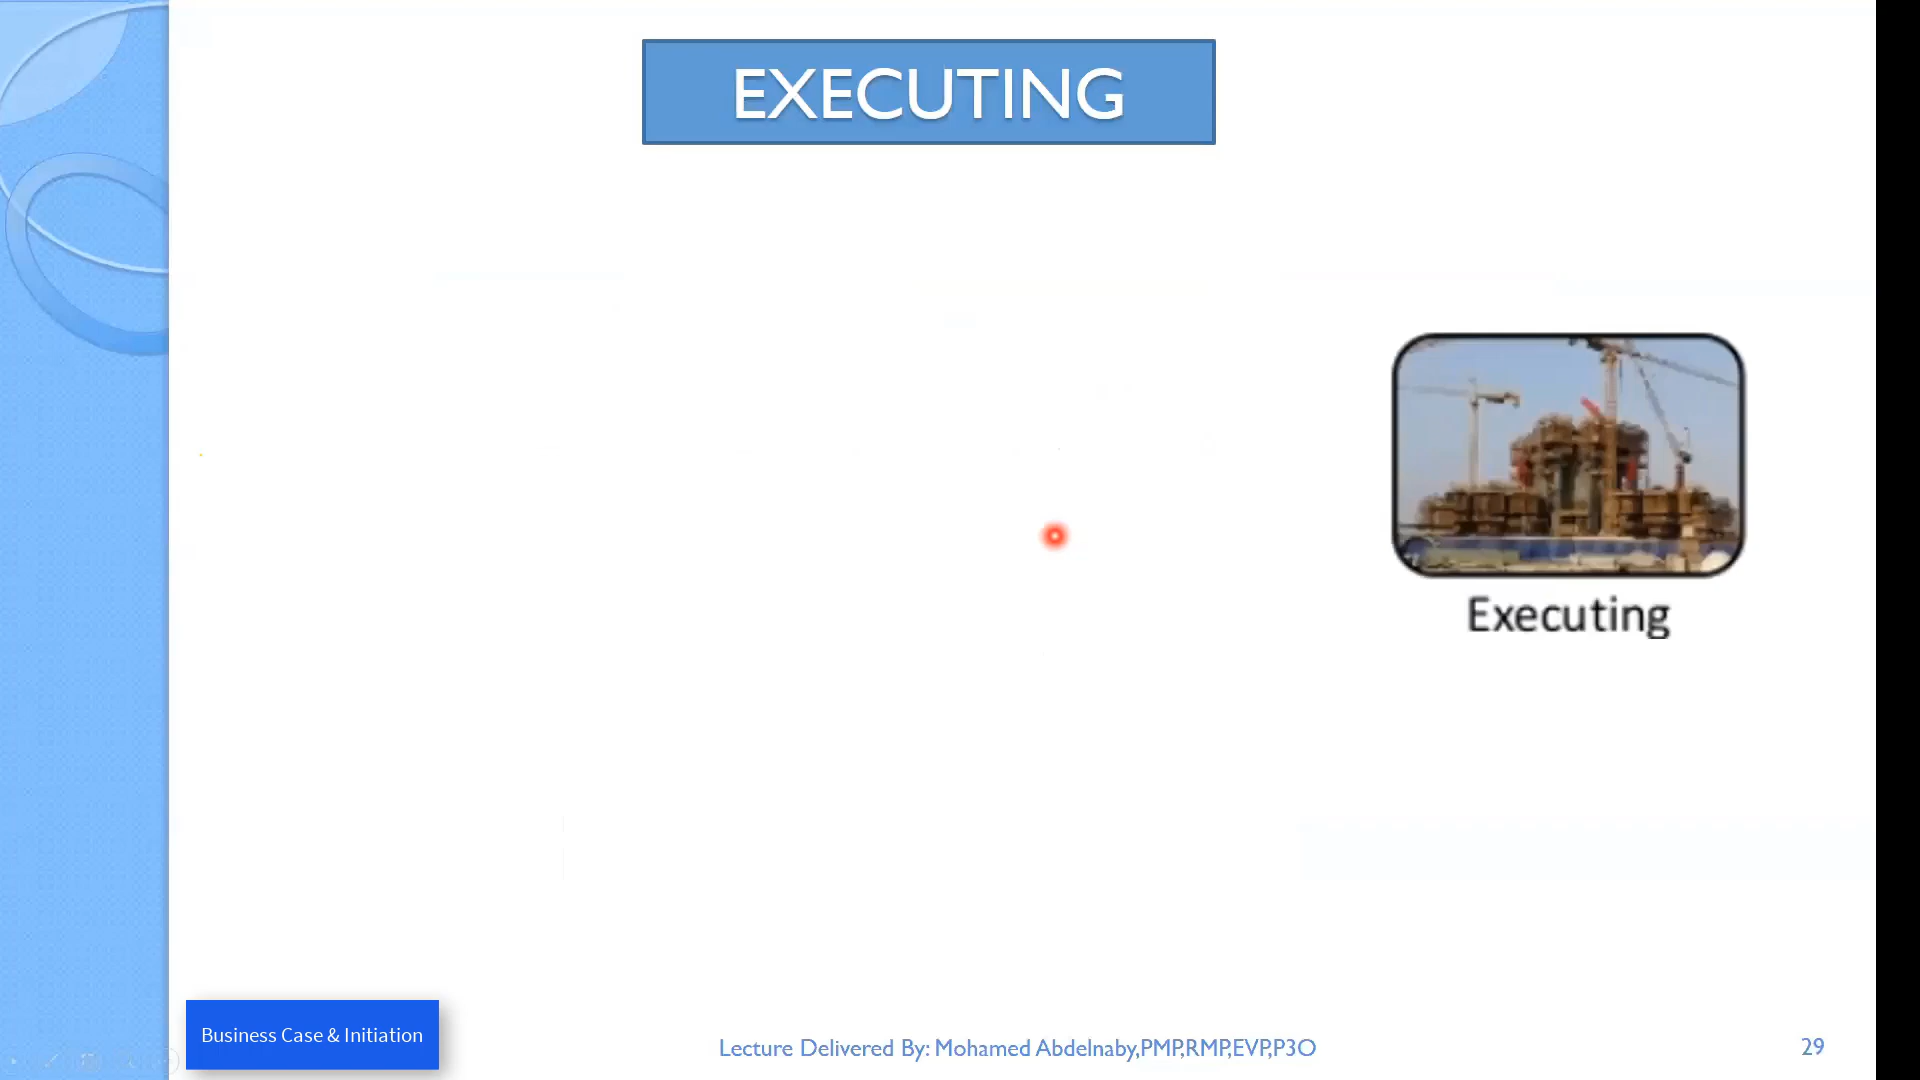 EXECUTING
Executing
Business Case & Initiation
Lecture Delivered By: Mohamed Abdelnaby,PMP,RMP,EVP,P3O
29